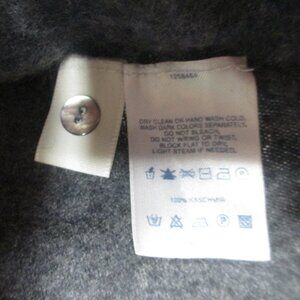 1258464
DRY CLEAN OR HAND WASH COLD,
WASH DARK COLORS SEPARATELY,
DO NOT BLEACH,
DO NOT WRING OR TWIST,
BLOCK FLAT TO DRY,
LIGHT STEAM IF NEEDED.
100% KASCHMIR